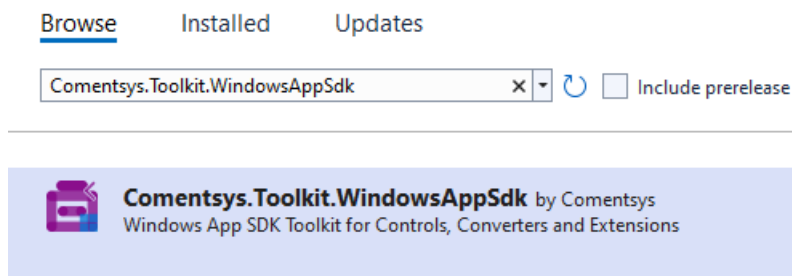 Browse Installed Updates
Comentsys.Toolkit.WindowsAppSdk Include prerelease
Comentsys.Toolkit.WindowsAppSdk by Comentsys
Windows App SDK Toolkit for Controls, Converters and Extensions